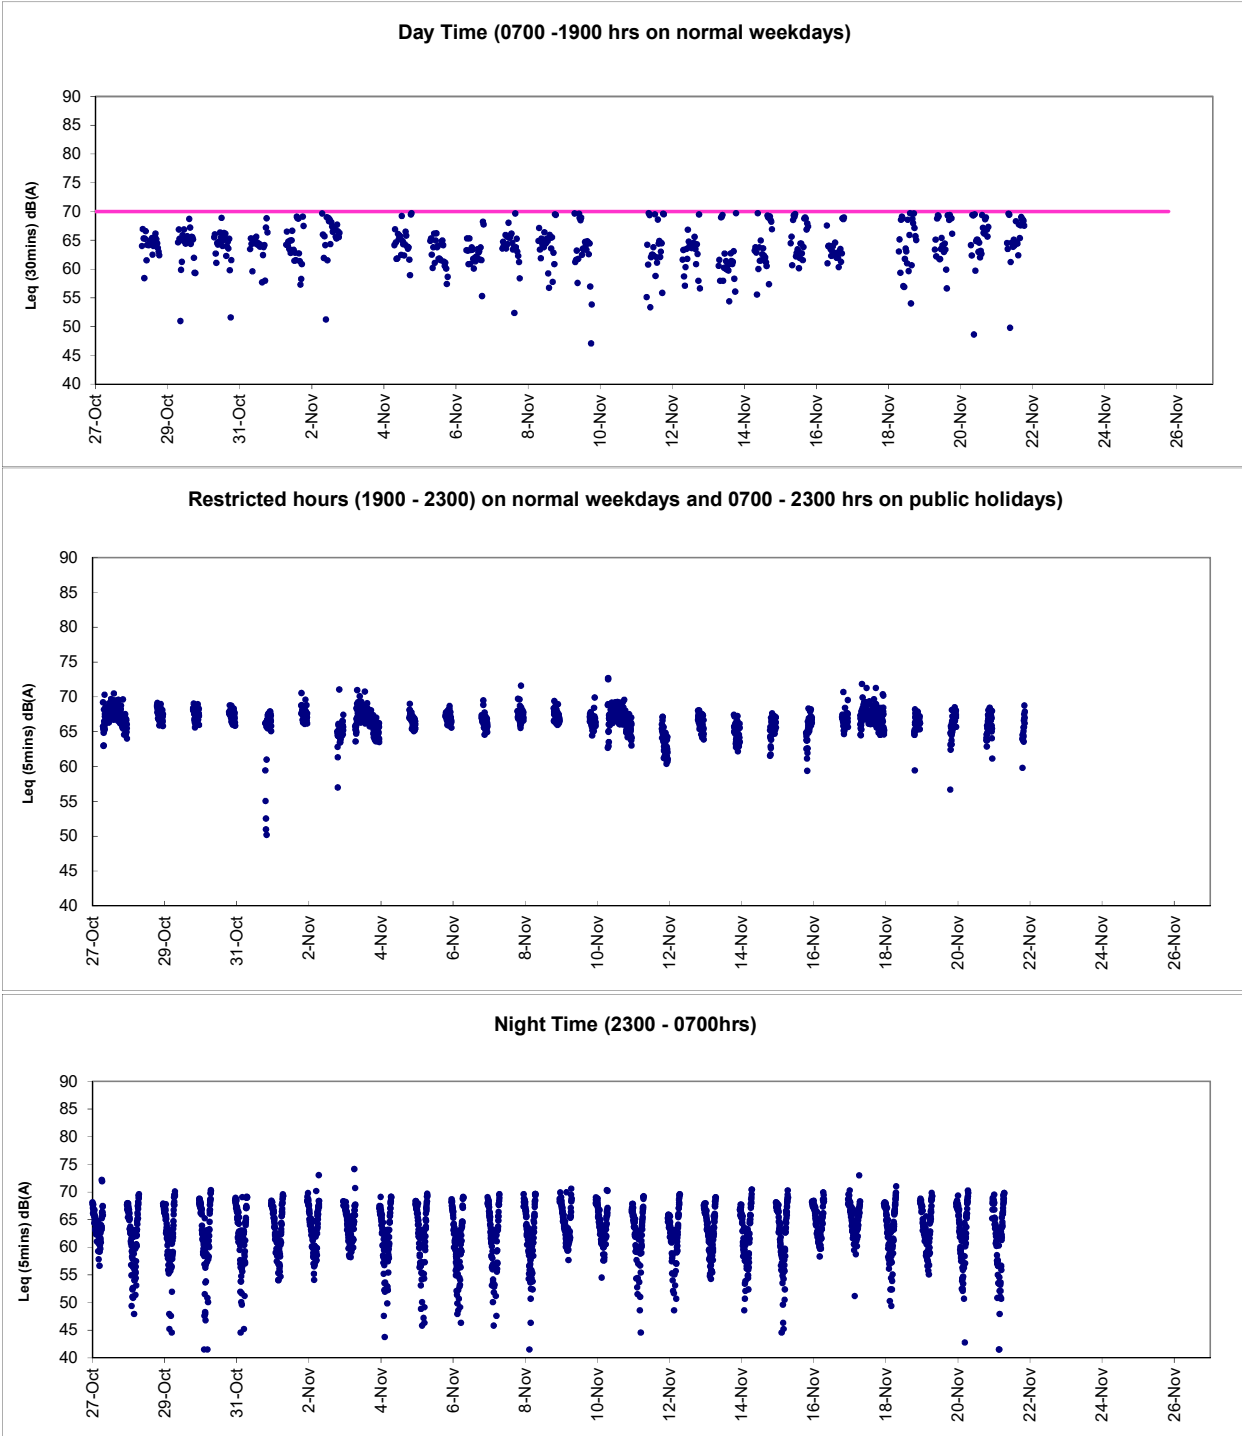 Day Time (0700 -1900 hrs on normal weekdays)
90
85
80
75
70
65
60
55
50
45
40
Leq (30mins) dB(A)
27-Oct
29-Oct
31-Oct
2-Nov
4-Nov
6-Nov
8-Nov
10-Nov
12-Nov
14-Nov
16-Nov
18-Nov
20-Nov
22-Nov
24-Nov
26-Nov
Restricted hours (1900 - 2300) on normal weekdays and 0700 - 2300 hrs on public holidays)
90
85
80
75
70
65
60
55
50
45
40
Leq (5mins) dB(A)
27-Oct
29-Oct
31-Oct
2-Nov
4-Nov
6-Nov
8-Nov
10-Nov
12-Nov
14-Nov
16-Nov
18-Nov
20-Nov
22-Nov
24-Nov
26-Nov
Night Time (2300 - 0700hrs)
90
85
80
75
70
65
60
55
50
45
40
Leq (5mins) dB(A)
27-Oct
29-Oct
31-Oct
2-Nov
4-Nov
6-Nov
8-Nov
10-Nov
12-Nov
14-Nov
16-Nov
18-Nov
20-Nov
22-Nov
24-Nov
26-Nov